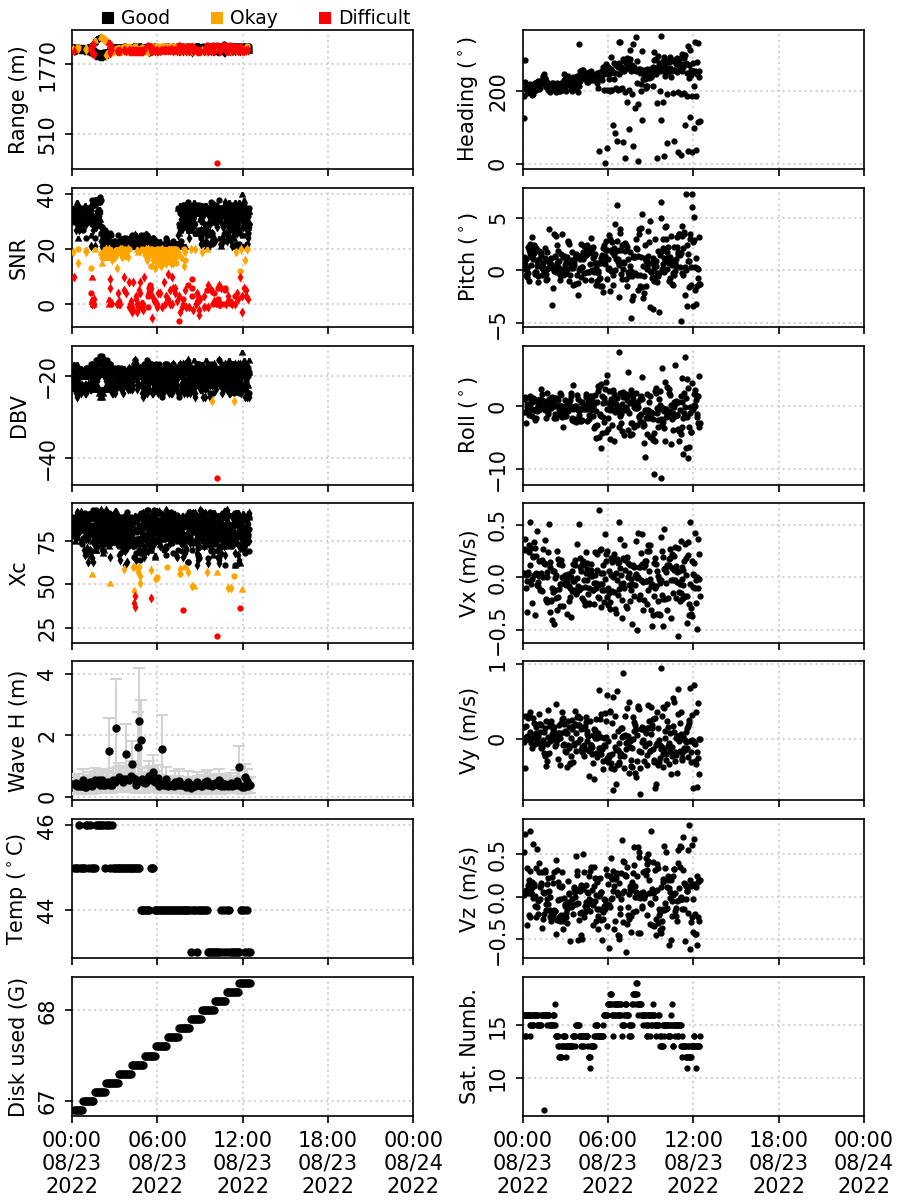 Good Okay Difficult
Range (m)
1770
510
Heading (°)
200
0
SNR
40
20
0
Pitch (°)
5
0
−5
DBV
−20
−40
Roll (°)
0
−10
Xc
75
50
25
Vx (m/s)
0.5
0.0
−0.5
Wave H (m)
4
2
0
Vy (m/s)
1
0
Temp (°C)
46
44
Vz (m/s)
0.5
0.0
−0.5
Disk used (G)
68
67
Sat. Numb.
15
10
00:00 06:00 12:00 18:00 00:00
08/23 08/23 08/23 08/23 08/24
2022 2022 2022 2022 2022
00:00 06:00 12:00 18:00 00:00
08/23 08/23 08/23 08/23 08/24
2022 2022 2022 2022 2022